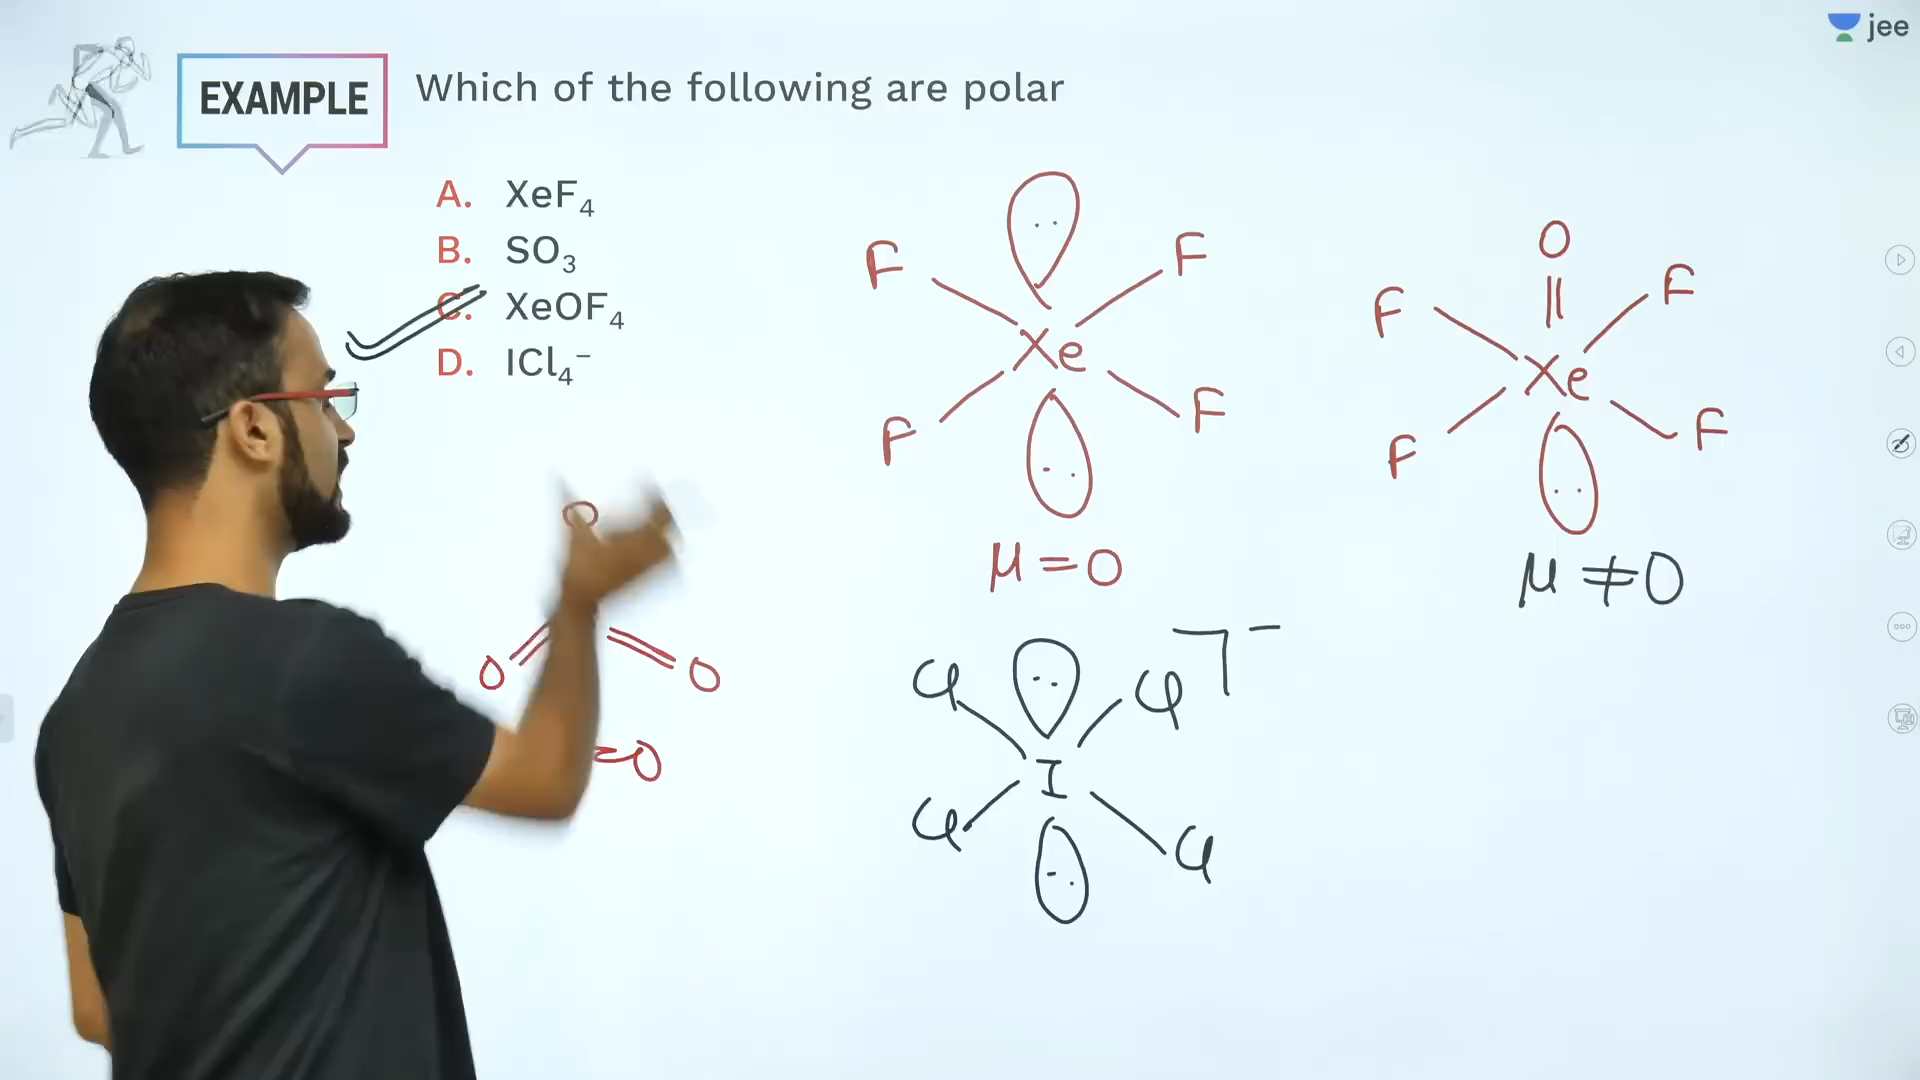 jee
EXAMPLE
Which of the following are polar
A. XeF₄
B. SO₃
C. XeOF₄
D. ICl₄⁻
F F
Xe
F F
μ = 0
O
F F
Xe
F F
μ ≠ 0
O
O O
= O
Cl Cl ⁻
I
Cl Cl